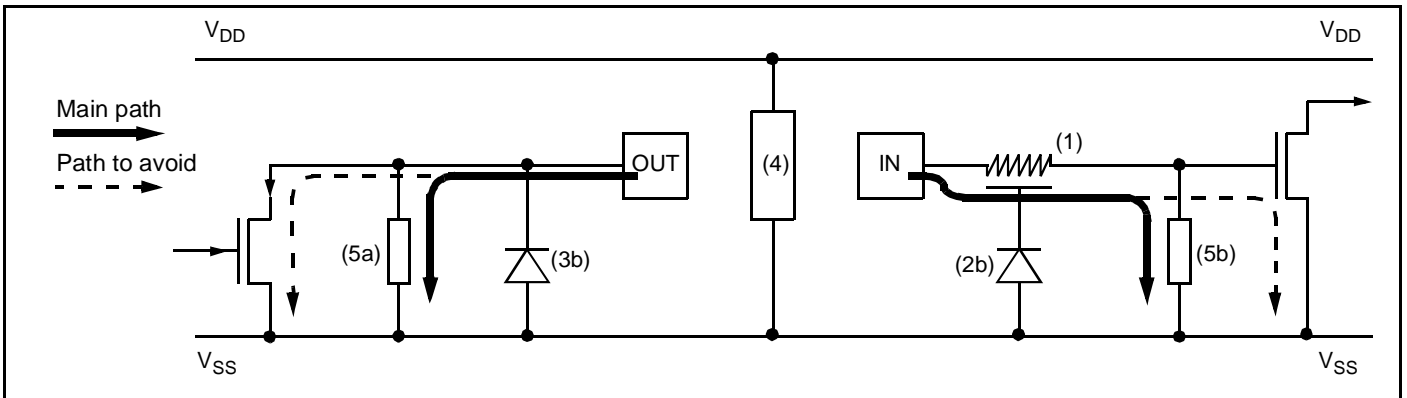 V_DD V_DD
Main path
Path to avoid
OUT (4) IN (1)
(5a) (3b) (2b) (5b)
V_SS V_SS